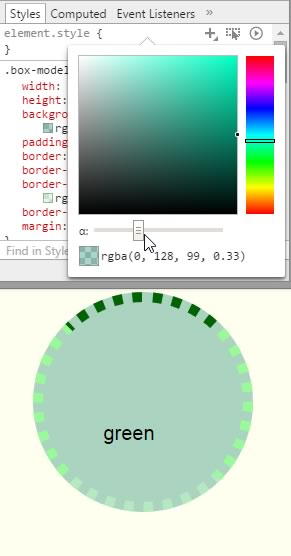 Styles Computed Event Listeners »
element.style {
}
.box-model
width:
height:
backgro
rg
padding
border:
border-
border-
rg
border-
margin:
}
Find in Style
α:
rgba(0, 128, 99, 0.33)
green